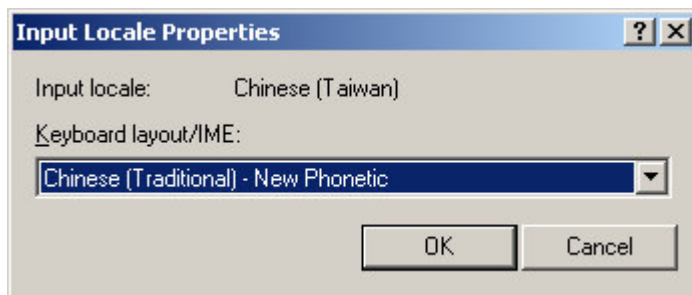 Input Locale Properties
Input locale: Chinese (Taiwan)
Keyboard layout/IME:
Chinese (Traditional) - New Phonetic
OK Cancel